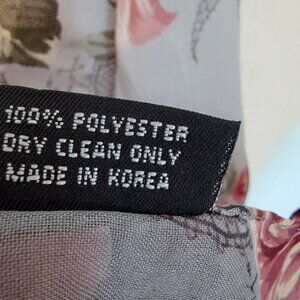 100% POLYESTER
DRY CLEAN ONLY
MADE IN KOREA